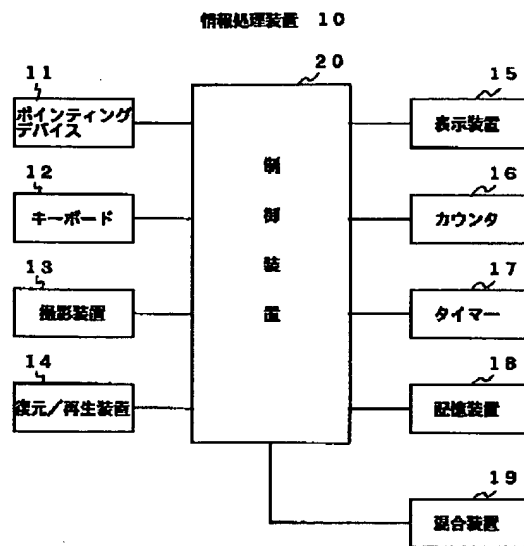 情報処理装置 10
20
11
ポインティング
デバイス
12
キーボード
13
撮影装置
14
復元／再生装置
制
御
装
置
15
表示装置
16
カウンタ
17
タイマー
18
記憶装置
19
混合装置